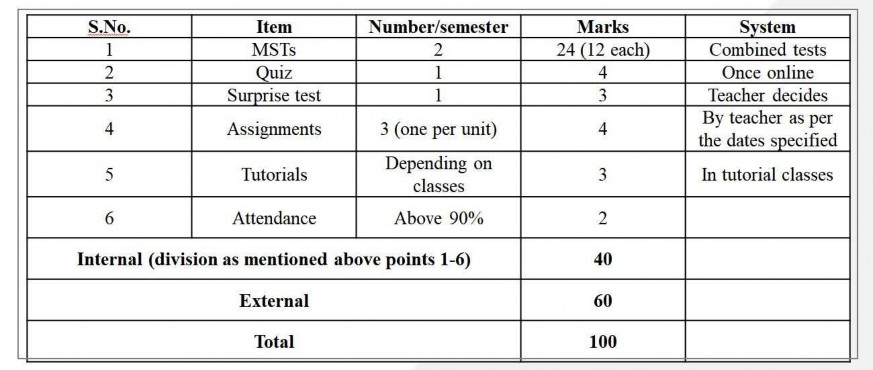 S.No. Item Number/semester Marks System
1 MSTs 2 24 (12 each) Combined tests
2 Quiz 1 4 Once online
3 Surprise test 1 3 Teacher decides
4 Assignments 3 (one per unit) 4 By teacher as per
the dates specified
5 Tutorials Depending on
classes 3 In tutorial classes
6 Attendance Above 90% 2
Internal (division as mentioned above points 1-6) 40
External 60
Total 100